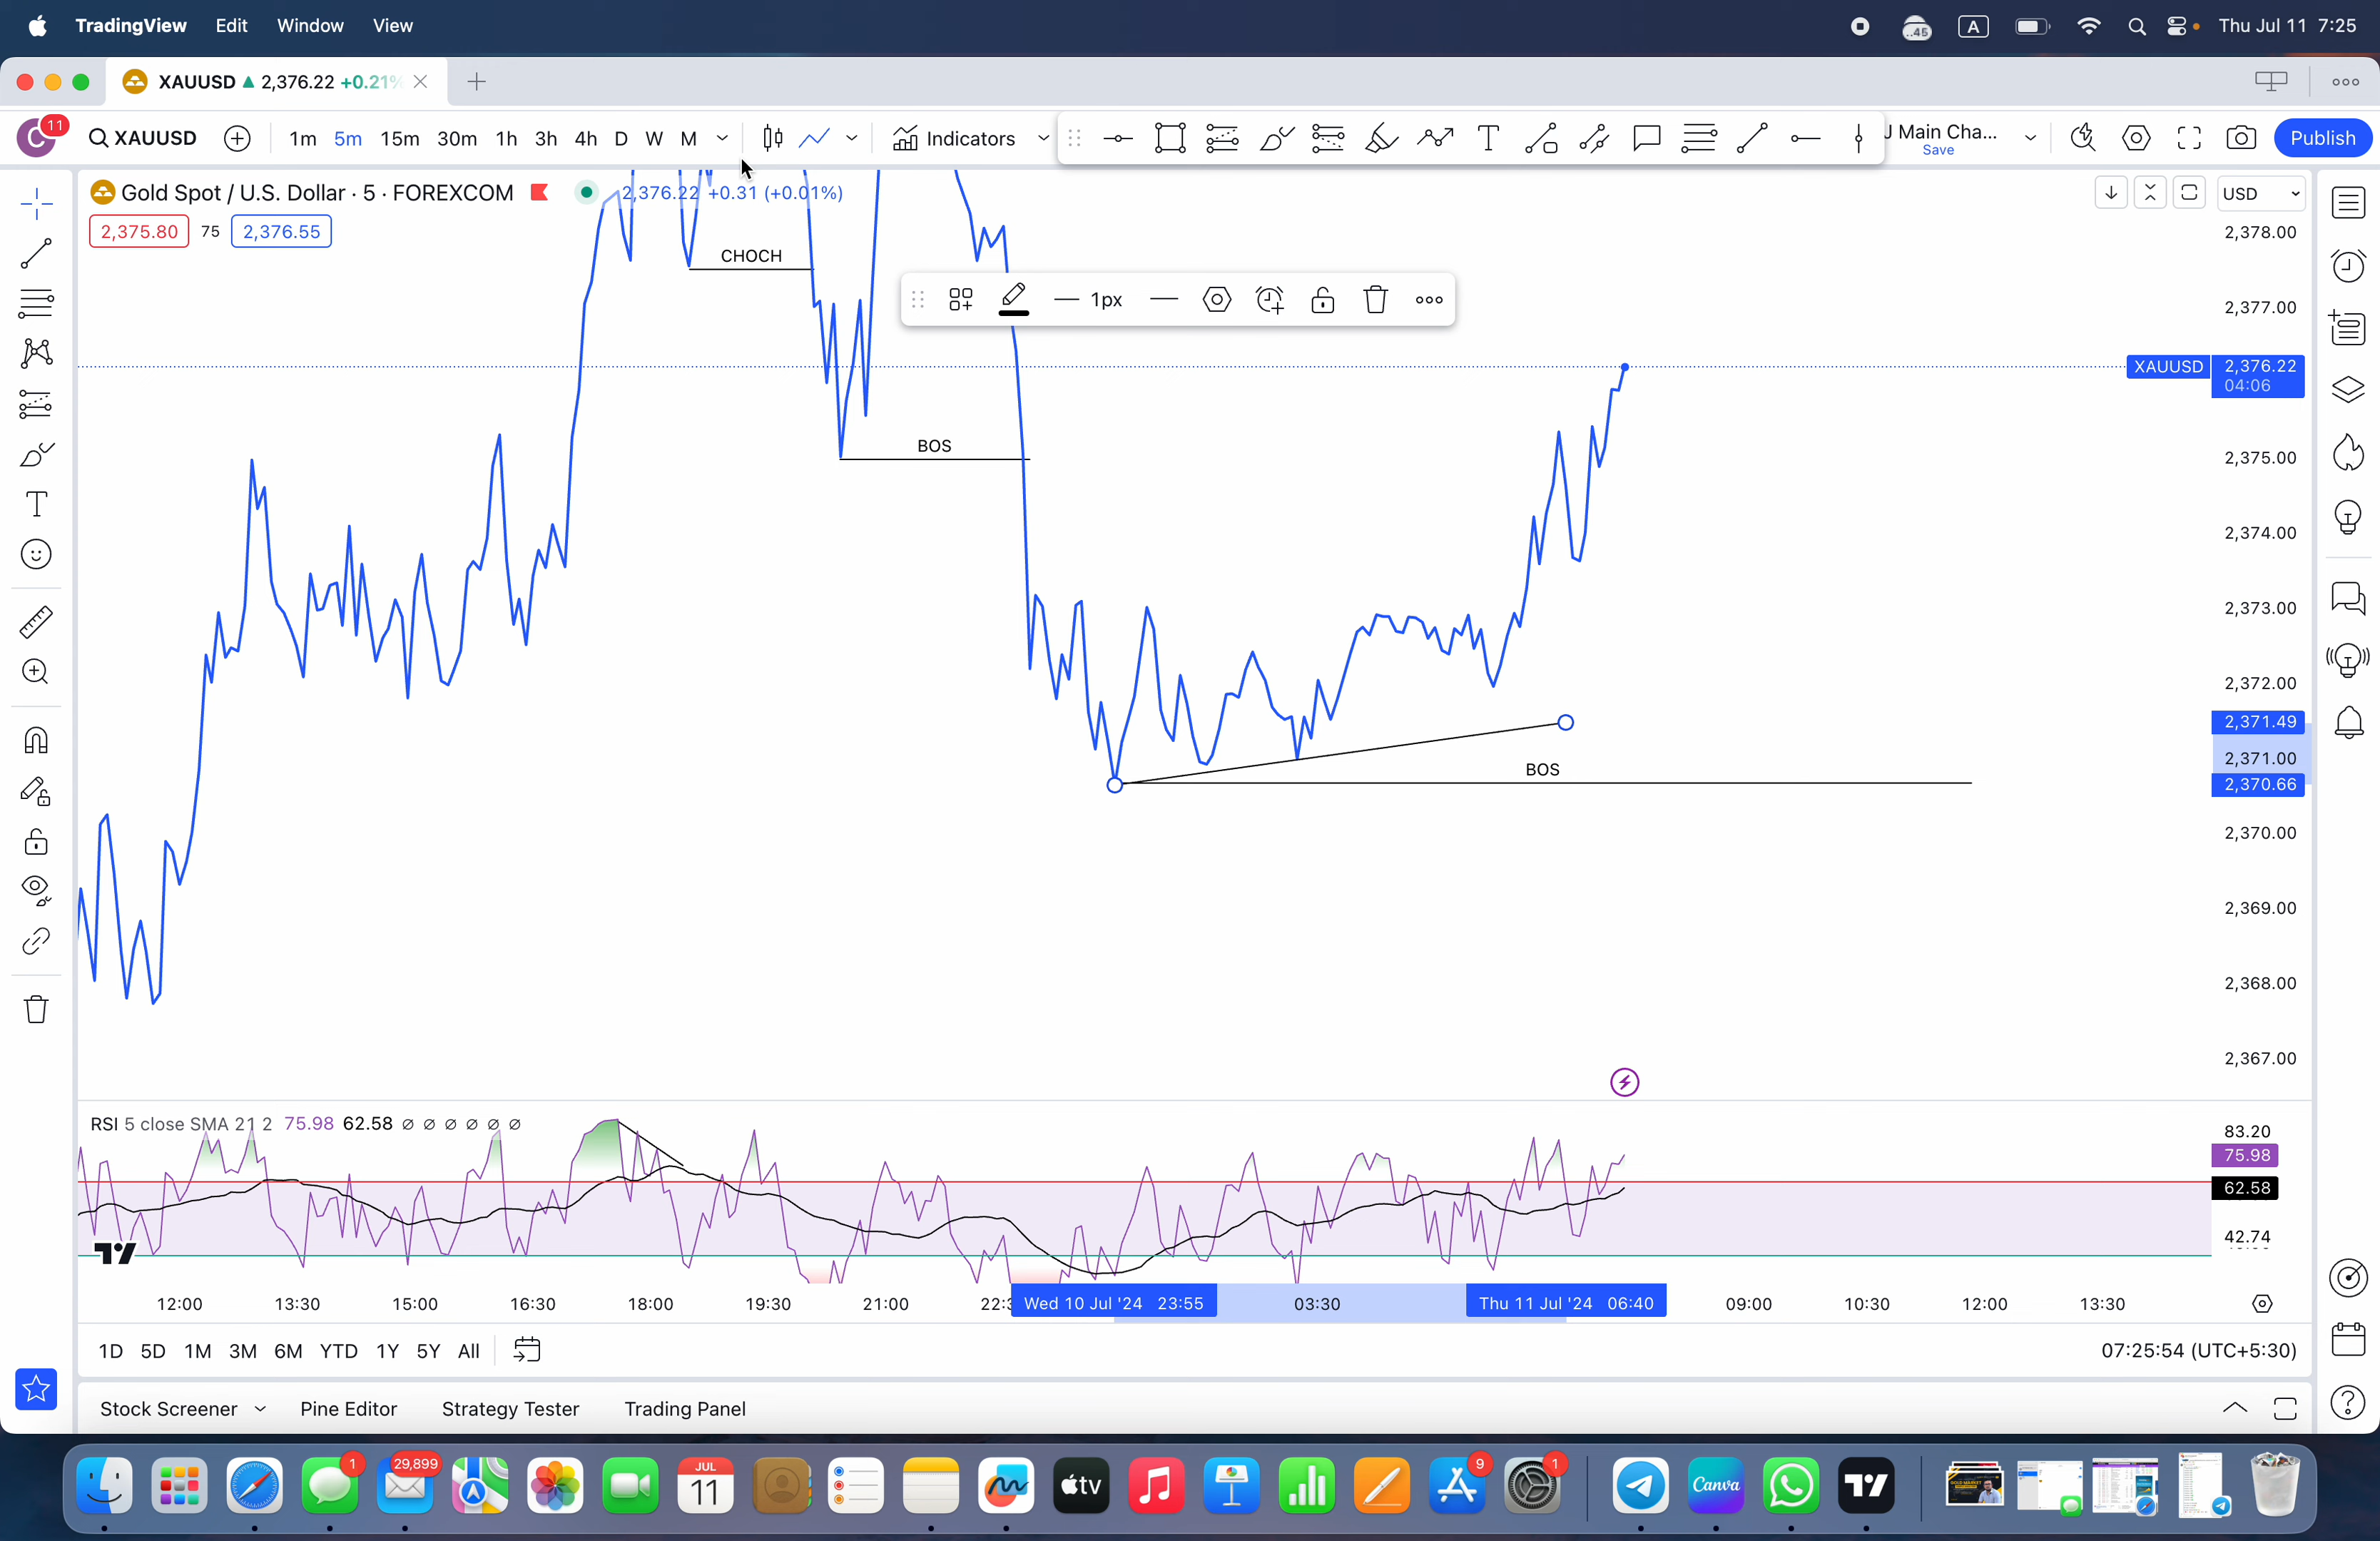 TradingView Edit Window View
..45 A Thu Jul 11 7:25
XAUUSD ▲ 2,376.22 +0.21%
C 11 XAUUSD 1m 5m 15m 30m 1h 3h 4h D W M Indicators J Main Cha... Save Publish
Gold Spot / U.S. Dollar · 5 · FOREXCOM 2,376.22 +0.31 (+0.01%)
USD
2,375.80 75 2,376.55
CHOCH
1px
BOS
BOS
2,378.00
2,377.00
XAUUSD 2,376.22
04:06
2,375.00
2,374.00
2,373.00
2,372.00
2,371.49
2,371.00
2,370.66
2,370.00
2,369.00
2,368.00
2,367.00
RSI 5 close SMA 21 2 75.98 62.58 ∅ ∅ ∅ ∅ ∅ ∅
83.20
75.98
62.58
42.74
12:00 13:30 15:00 16:30 18:00 19:30 21:00 Wed 10 Jul '24 23:55 03:30 Thu 11 Jul '24 06:40 09:00 10:30 12:00 13:30
1D 5D 1M 3M 6M YTD 1Y 5Y All 07:25:54 (UTC+5:30)
Stock Screener Pine Editor Strategy Tester Trading Panel
1 29,899 JUL 11 tv 9 1 Canva